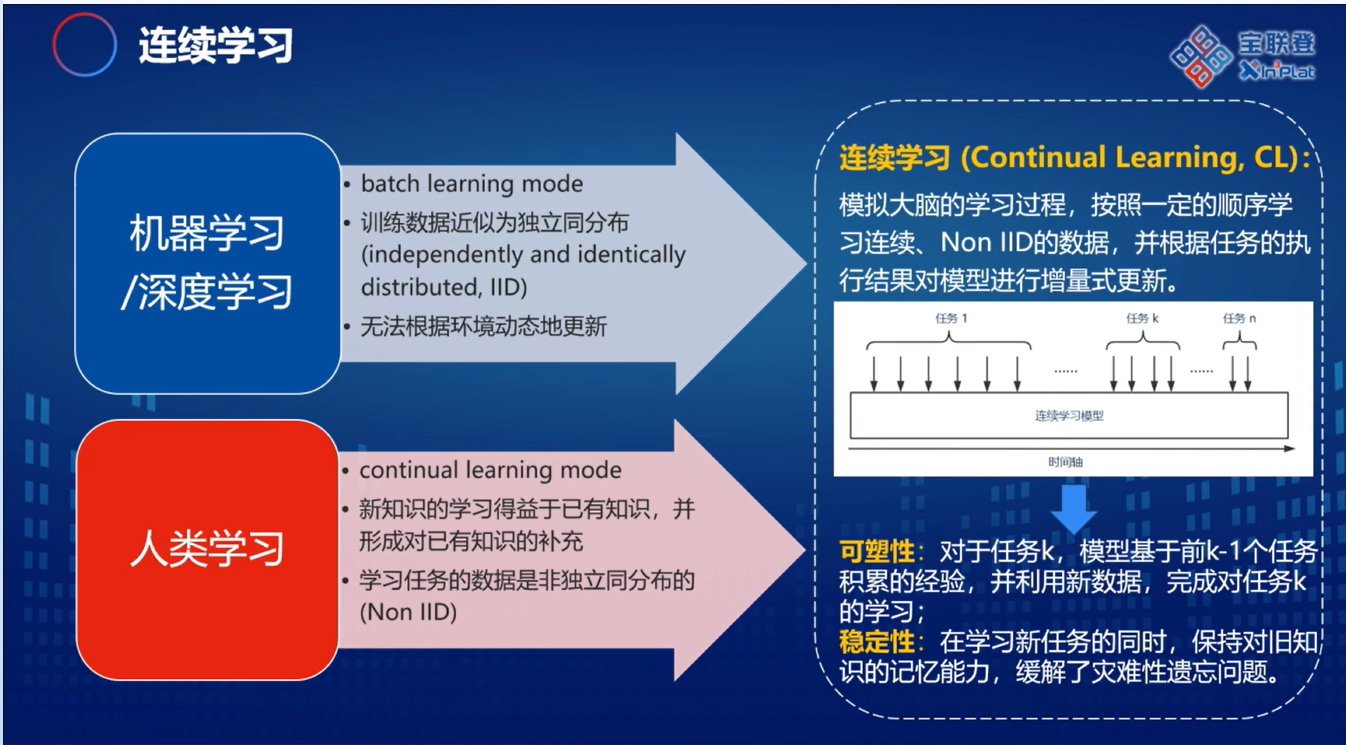 连续学习
宝联登
Xin³Plat
机器学习
/深度学习
• batch learning mode
• 训练数据近似为独立同分布
(independently and identically
distributed, IID)
• 无法根据环境动态地更新
人类学习
• continual learning mode
• 新知识的学习得益于已有知识，并
形成对已有知识的补充
• 学习任务的数据是非独立同分布的
(Non IID)
连续学习 (Continual Learning, CL)：
模拟大脑的学习过程，按照一定的顺序学
习连续、Non IID的数据，并根据任务的执
行结果对模型进行增量式更新。
任务 1
任务 k
任务 n
......
......
连续学习模型
时间轴
可塑性：对于任务k，模型基于前k-1个任务
积累的经验，并利用新数据，完成对任务k
的学习；
稳定性：在学习新任务的同时，保持对旧知
识的记忆能力，缓解了灾难性遗忘问题。